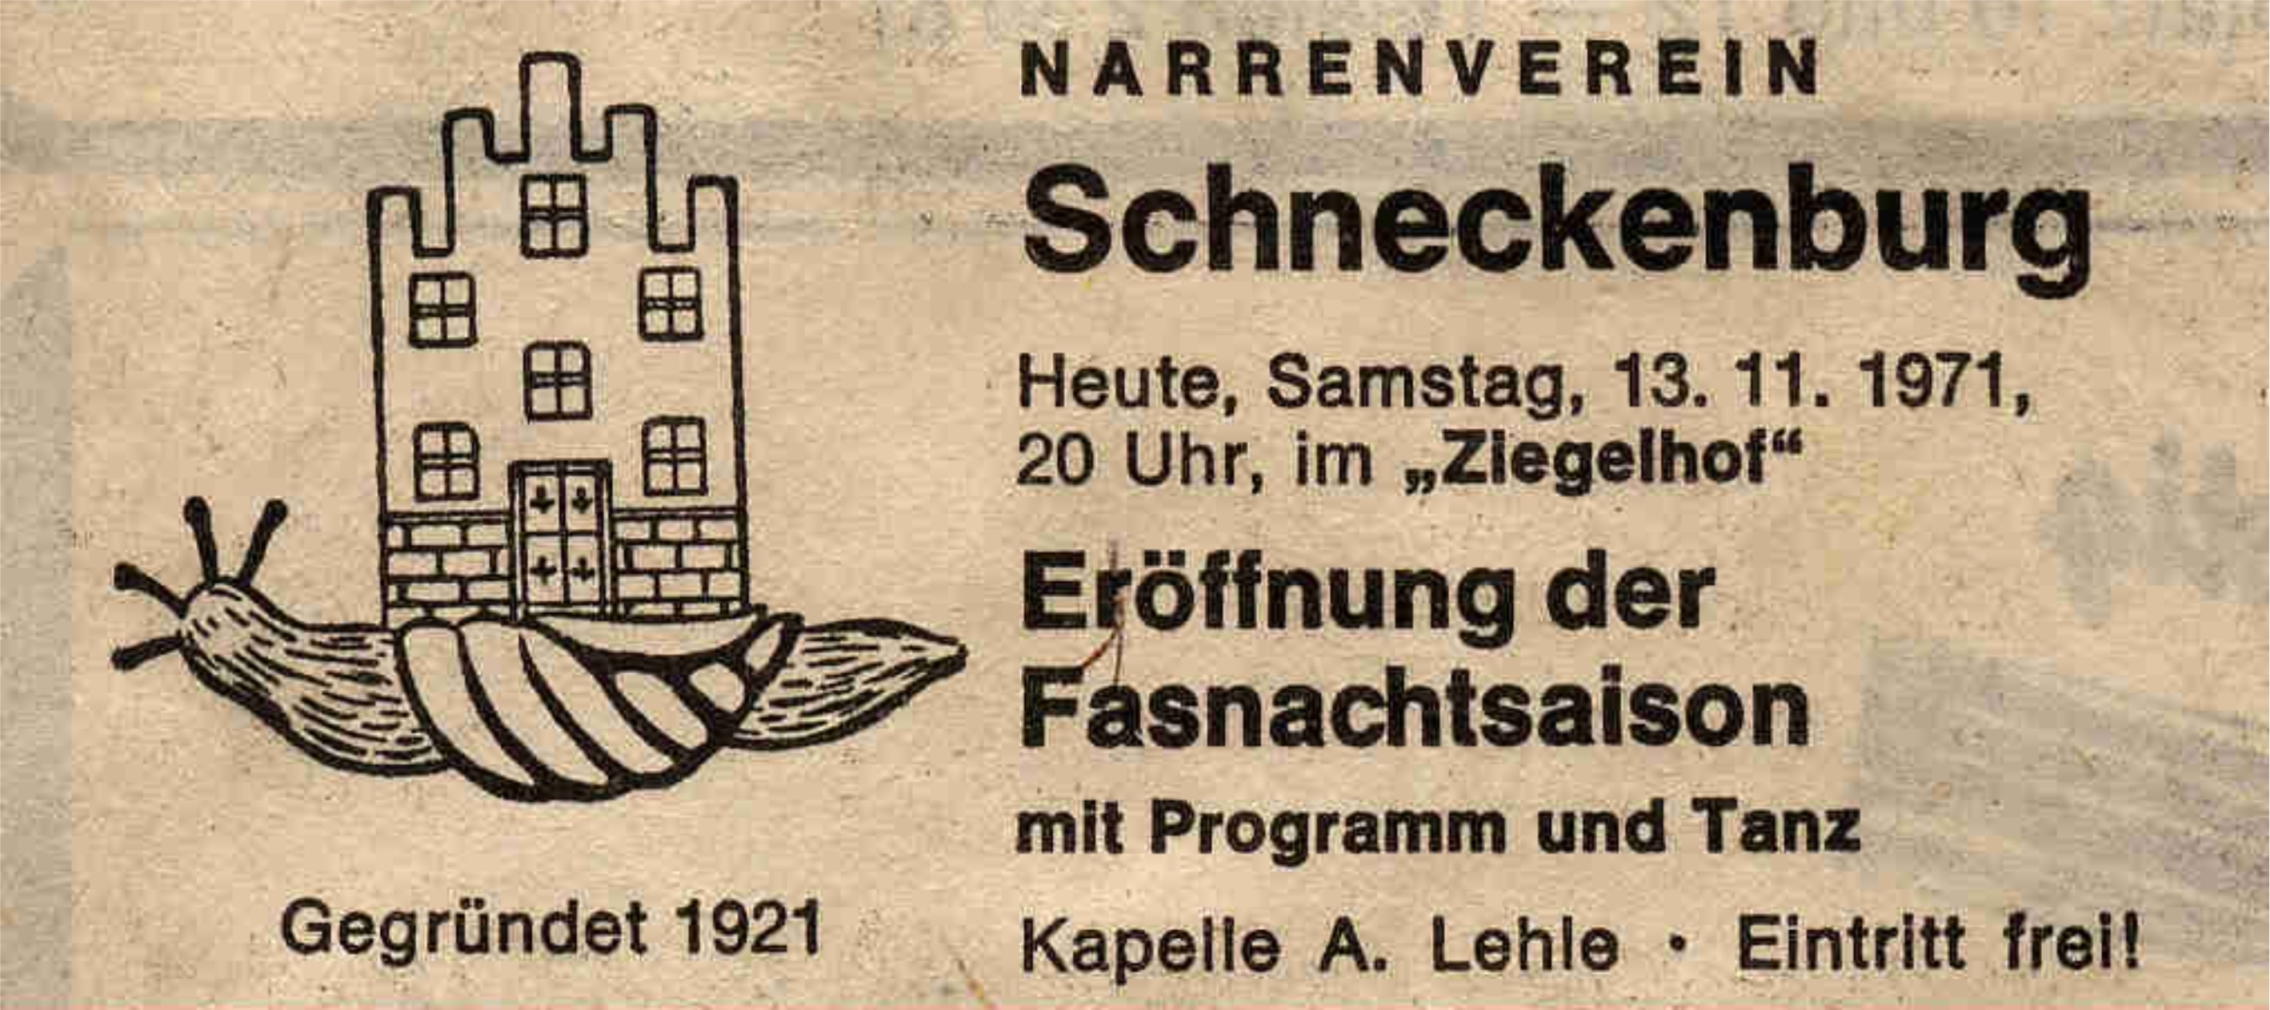 NARRENVEREIN
Schneckenburg
Heute, Samstag, 13. 11. 1971,
20 Uhr, im „Ziegelhof“
Eröffnung der
Fasnachtsaison
mit Programm und Tanz
Kapelle A. Lehle · Eintritt frei!
Gegründet 1921